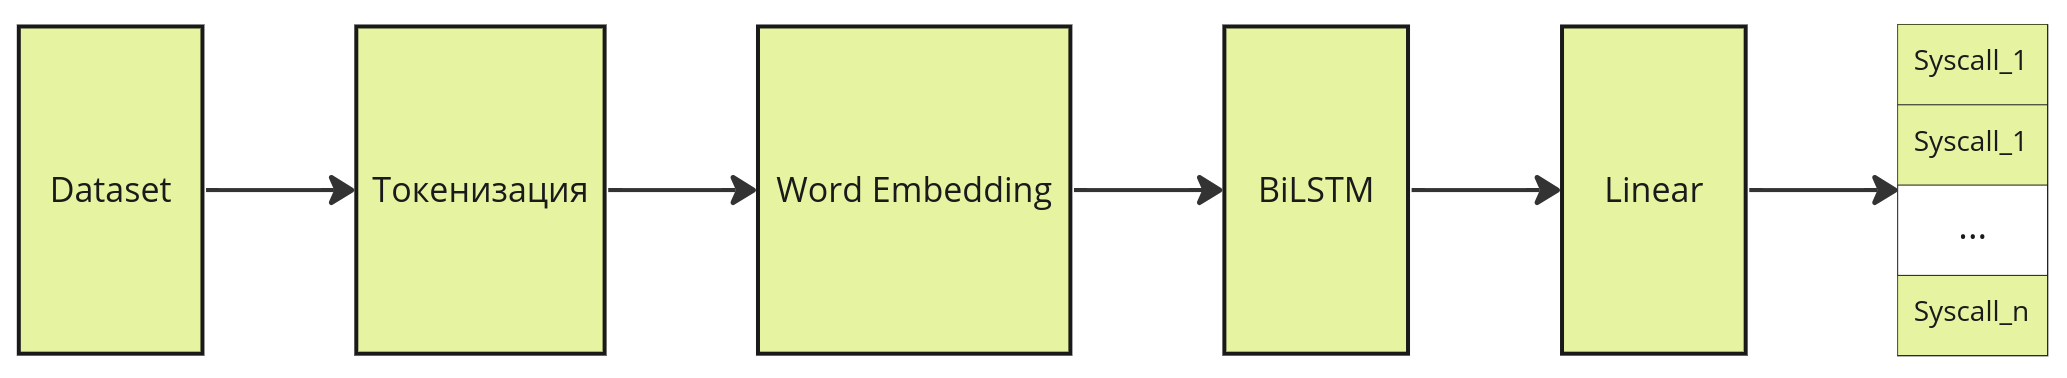 Dataset
Токенизация
Word Embedding
BiLSTM
Linear
Syscall_1
Syscall_1
...
Syscall_n